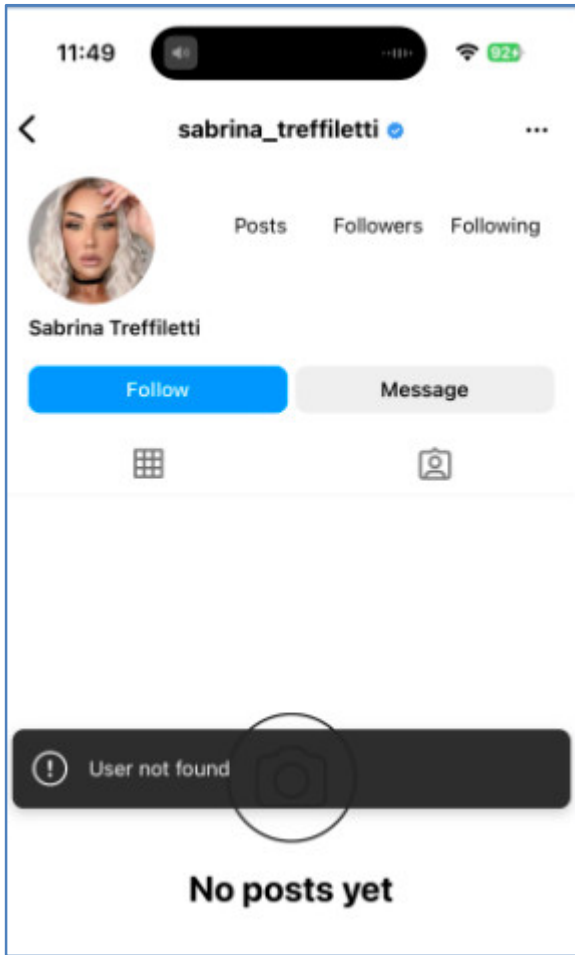 11:49 92
sabrina_treffiletti
Posts Followers Following
Sabrina Treffiletti
Follow Message
User not found
No posts yet